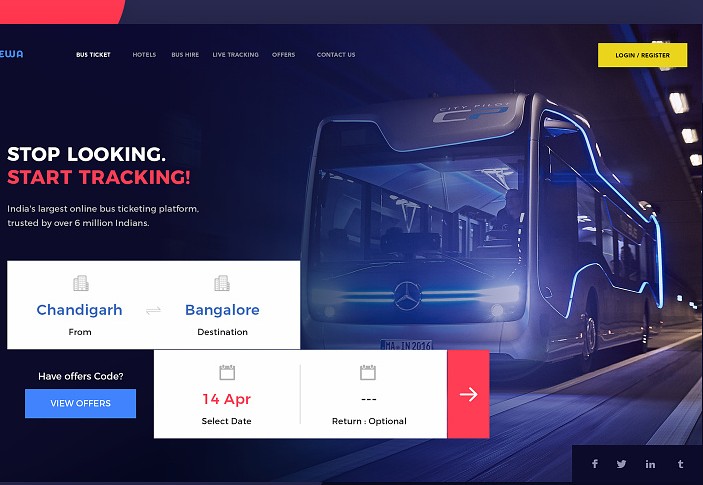 EWA
BUS TICKET HOTELS BUS HIRE LIVE TRACKING OFFERS CONTACT US
LOGIN / REGISTER
CITY PILOT
STOP LOOKING.
START TRACKING!
India's largest online bus ticketing platform,
trusted by over 6 million Indians.
Chandigarh Bangalore
From Destination
MA IN 2016
Have offers Code?
VIEW OFFERS
14 Apr ---
Select Date Return : Optional